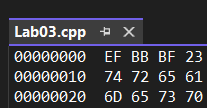 Lab03.cpp
00000000 EF BB BF 23
00000010 74 72 65 61
00000020 6D 65 73 70